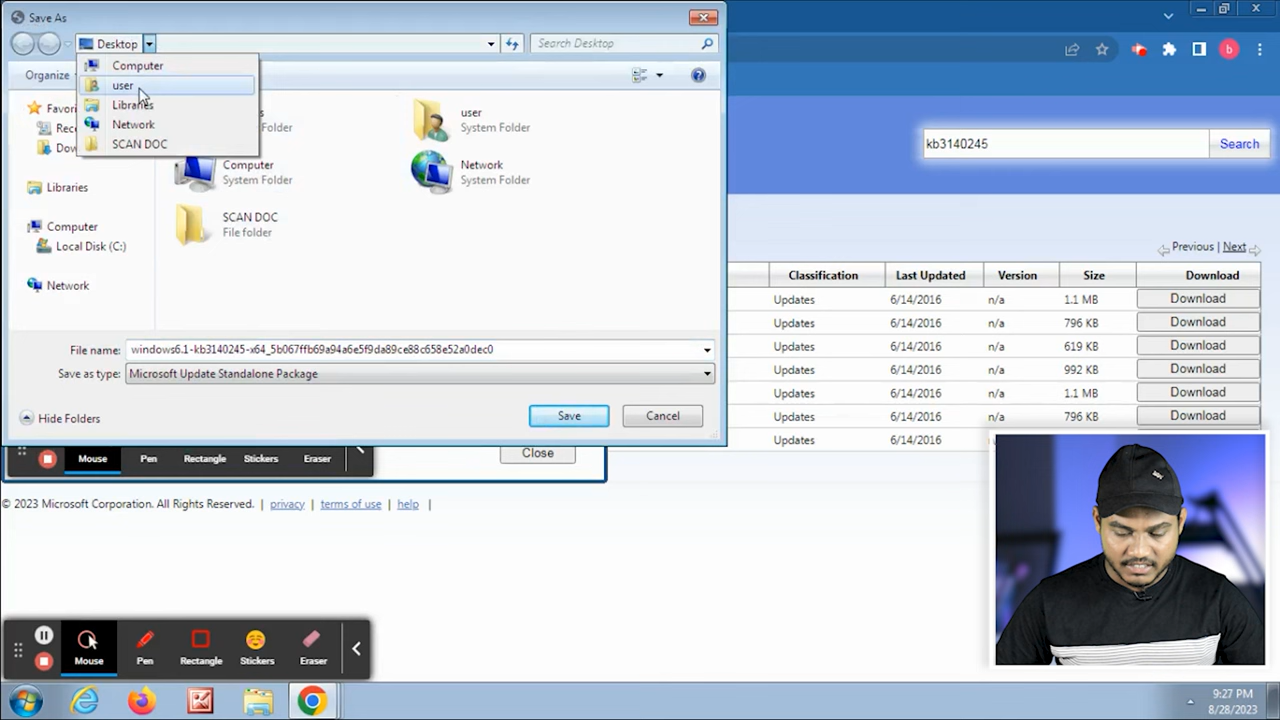 Save As
Desktop
Search Desktop
Organize
Computer
user
Libraries
Network
SCAN DOC
Favori
Rec
Dow
Libraries
Computer
Local Disk (C:)
Network
s
der
user
System Folder
Computer
System Folder
Network
System Folder
SCAN DOC
File folder
File name: windows6.1-kb3140245-x64_5b067ffb69a94a6e5f9da89ce88c658e52a0dec0
Save as type: Microsoft Update Standalone Package
Hide Folders
Save
Cancel
b
kb3140245
Search
Previous | Next
Classification Last Updated Version Size Download
Updates 6/14/2016 n/a 1.1 MB Download
Updates 6/14/2016 n/a 796 KB Download
Updates 6/14/2016 n/a 619 KB Download
Updates 6/14/2016 n/a 992 KB Download
Updates 6/14/2016 n/a 1.1 MB Download
Updates 6/14/2016 n/a 796 KB Download
Updates 6/14/2016
Mouse Pen Rectangle Stickers Eraser
Close
© 2023 Microsoft Corporation. All Rights Reserved. | privacy | terms of use | help |
Mouse Pen Rectangle Stickers Eraser
9:27 PM
8/28/2023